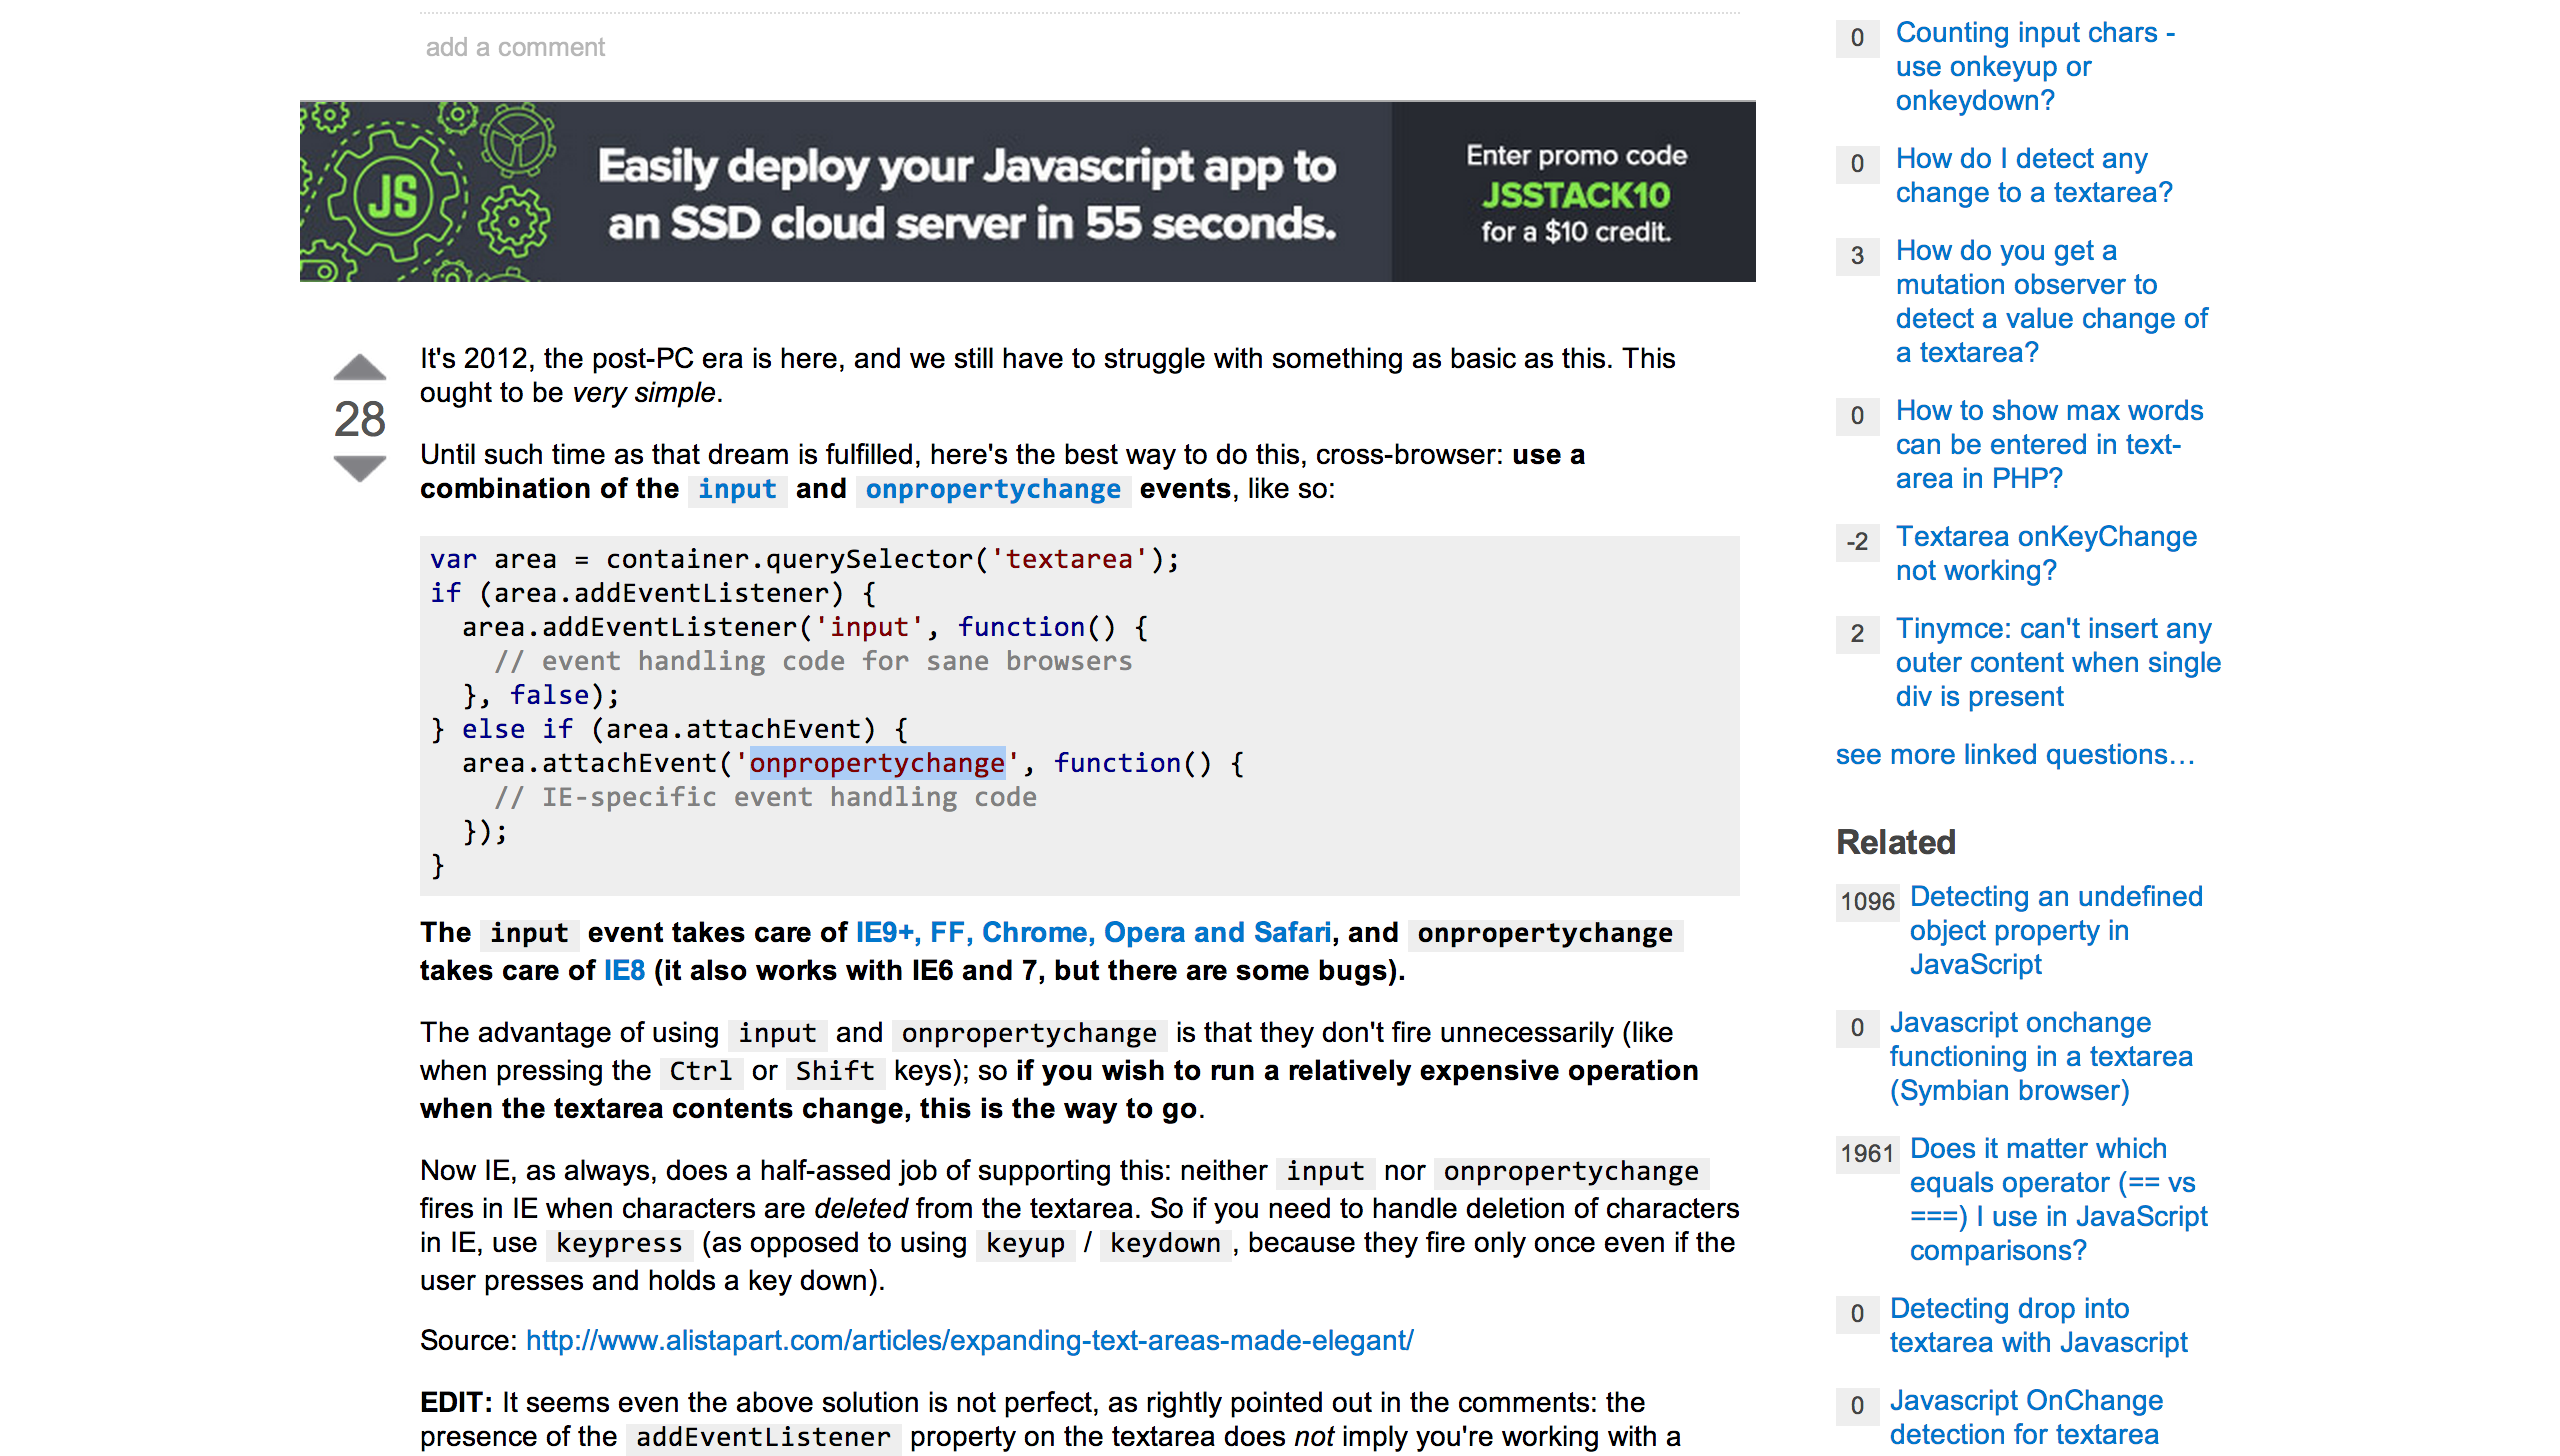 add a comment
JS
Easily deploy your Javascript app to
an SSD cloud server in 55 seconds.
Enter promo code
JSSTACK10
for a $10 credit.
28
It's 2012, the post-PC era is here, and we still have to struggle with something as basic as this. This
ought to be very simple.
Until such time as that dream is fulfilled, here's the best way to do this, cross-browser: use a
combination of the input and onpropertychange events, like so:
var area = container.querySelector('textarea');
if (area.addEventListener) {
  area.addEventListener('input', function() {
    // event handling code for sane browsers
  }, false);
} else if (area.attachEvent) {
  area.attachEvent('onpropertychange', function() {
    // IE-specific event handling code
  });
}
The input event takes care of IE9+, FF, Chrome, Opera and Safari, and onpropertychange
takes care of IE8 (it also works with IE6 and 7, but there are some bugs).
The advantage of using input and onpropertychange is that they don't fire unnecessarily (like
when pressing the Ctrl or Shift keys); so if you wish to run a relatively expensive operation
when the textarea contents change, this is the way to go.
Now IE, as always, does a half-assed job of supporting this: neither input nor onpropertychange
fires in IE when characters are deleted from the textarea. So if you need to handle deletion of characters
in IE, use keypress (as opposed to using keyup / keydown, because they fire only once even if the
user presses and holds a key down).
Source: http://www.alistapart.com/articles/expanding-text-areas-made-elegant/
EDIT: It seems even the above solution is not perfect, as rightly pointed out in the comments: the
presence of the addEventListener property on the textarea does not imply you're working with a
0 Counting input chars -
use onkeyup or
onkeydown?
0 How do I detect any
change to a textarea?
3 How do you get a
mutation observer to
detect a value change of
a textarea?
0 How to show max words
can be entered in text-
area in PHP?
-2 Textarea onKeyChange
not working?
2 Tinymce: can't insert any
outer content when single
div is present
see more linked questions…
Related
1096 Detecting an undefined
object property in
JavaScript
0 Javascript onchange
functioning in a textarea
(Symbian browser)
1961 Does it matter which
equals operator (== vs
===) I use in JavaScript
comparisons?
0 Detecting drop into
textarea with Javascript
0 Javascript OnChange
detection for textarea